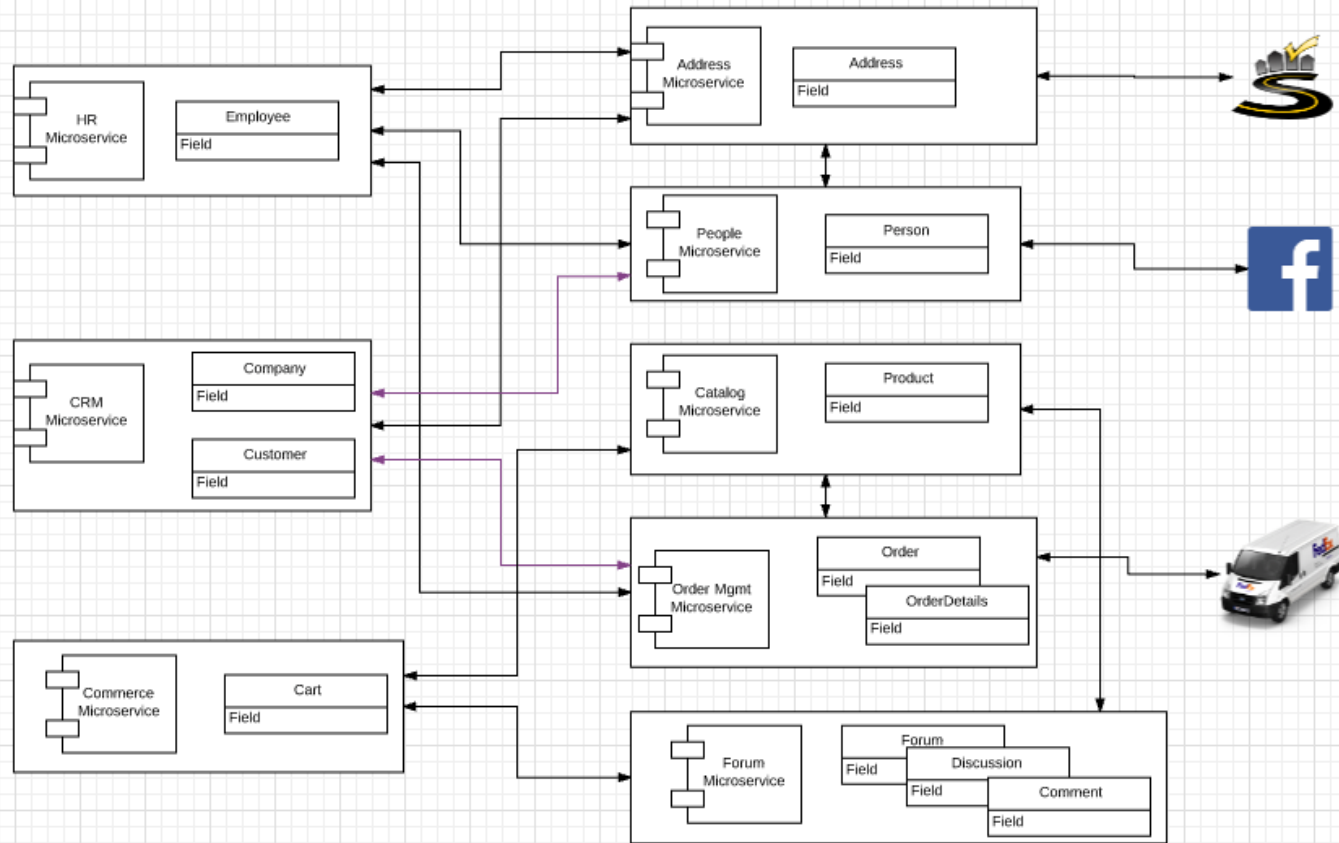 HR
Microservice
Employee
Field
CRM
Microservice
Company
Field
Customer
Field
Commerce
Microservice
Cart
Field
Address
Microservice
Address
Field
People
Microservice
Person
Field
Catalog
Microservice
Product
Field
Order Mgmt
Microservice
Order
Field
OrderDetails
Field
Forum
Microservice
Forum
Field
Discussion
Field
Comment
Field
S
f
FedEx
FedEx